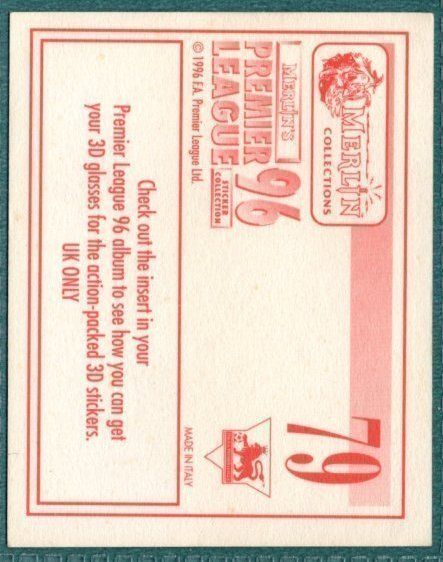 MERLIN
COLLECTIONS
79
MERLIN'S
PREMIER
LEAGUE
96
STICKER
COLLECTION
© 1996 F.A. Premier League Ltd.
MADE IN ITALY
Check out the insert in your
Premier League 96 album to see how you can get
your 3D glasses for the action-packed 3D stickers.
UK ONLY